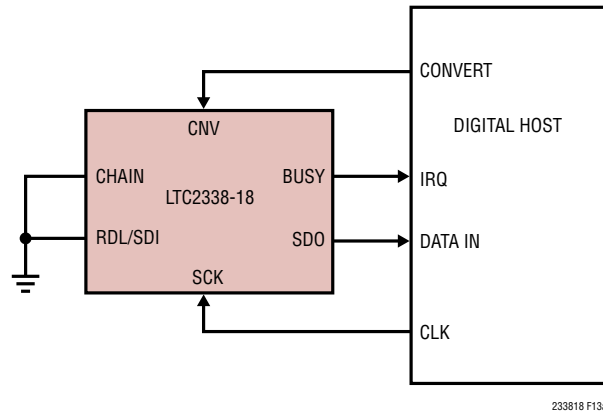 CONVERT
CNV
DIGITAL HOST
CHAIN
BUSY
IRQ
LTC2338-18
RDL/SDI
SDO
DATA IN
SCK
CLK